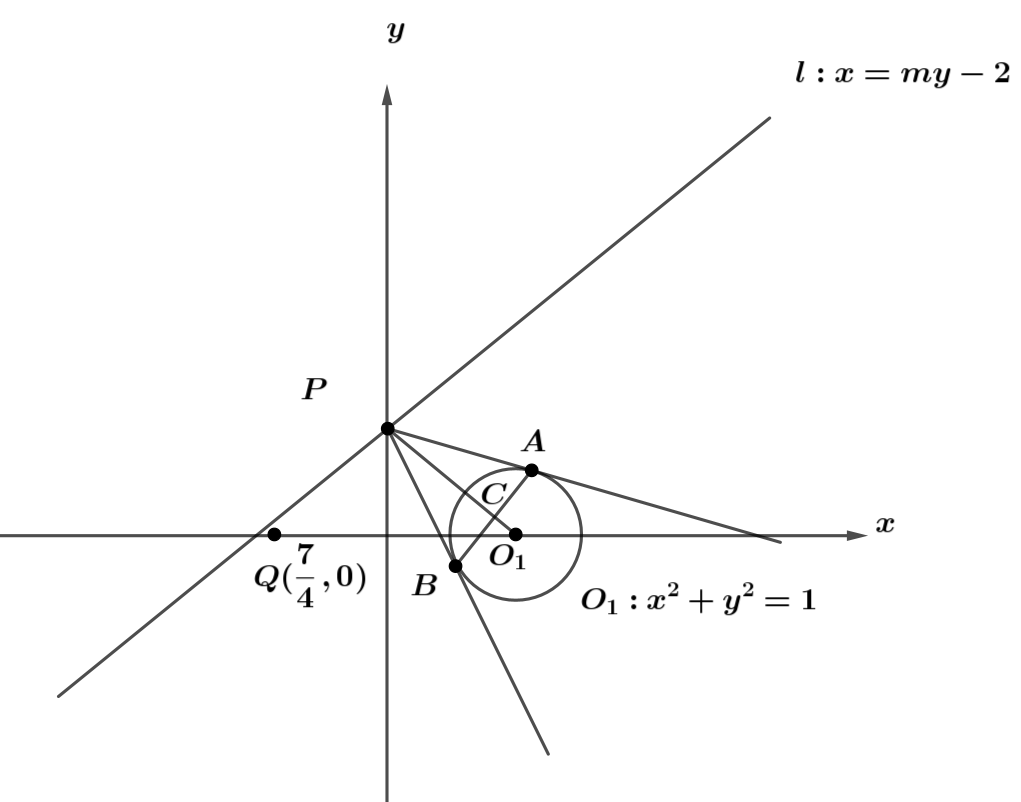 y
l : x = my − 2
P
A
C
x
O₁
Q(7/4, 0)
B
O₁ : x² + y² = 1